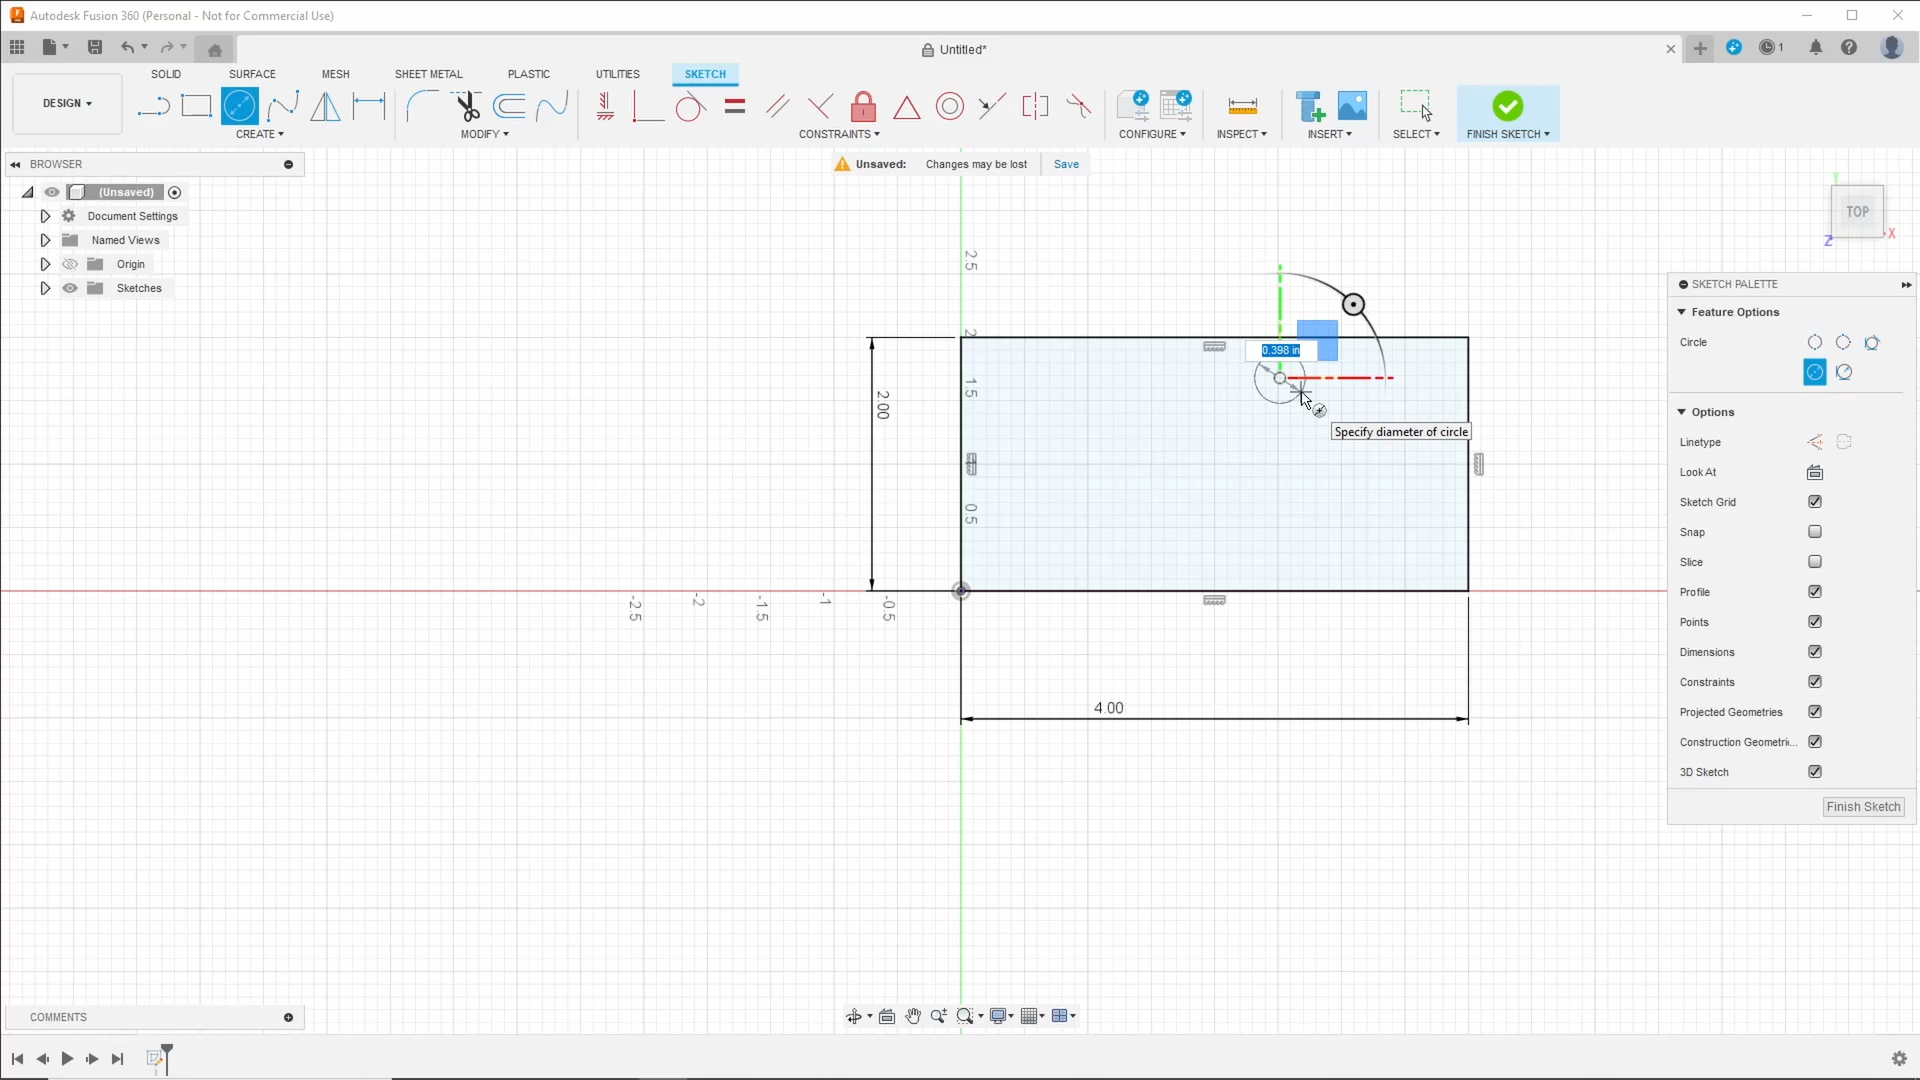 Autodesk Fusion 360 (Personal - Not for Commercial Use)
Untitled*
1
SOLID
SURFACE
MESH
SHEET METAL
PLASTIC
UTILITIES
SKETCH
DESIGN
CREATE
MODIFY
CONSTRAINTS
CONFIGURE
INSPECT
INSERT
SELECT
FINISH SKETCH
BROWSER
Unsaved: Changes may be lost
Save
(Unsaved)
Document Settings
Named Views
Origin
Sketches
TOP
X
Y
Z
2.5
2
1.5
1
0.5
0.398 in
Specify diameter of circle
2.00
-2.5
-2
-1.5
-1
-0.5
4.00
SKETCH PALETTE
Feature Options
Circle
Options
Linetype
Look At
Sketch Grid
Snap
Slice
Profile
Points
Dimensions
Constraints
Projected Geometries
Construction Geometri...
3D Sketch
Finish Sketch
COMMENTS